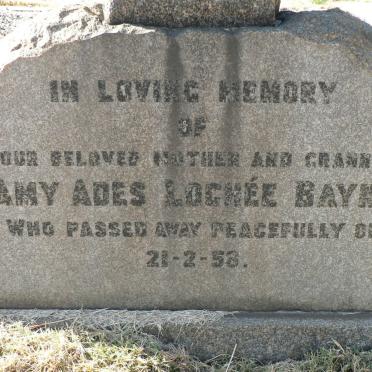 IN LOVING MEMORY
OF
OUR BELOVED MOTHER AND GRANN
AMY ADES LOCHÉE BAYN
WHO PASSED AWAY PEACEFULLY O
21-2-58.